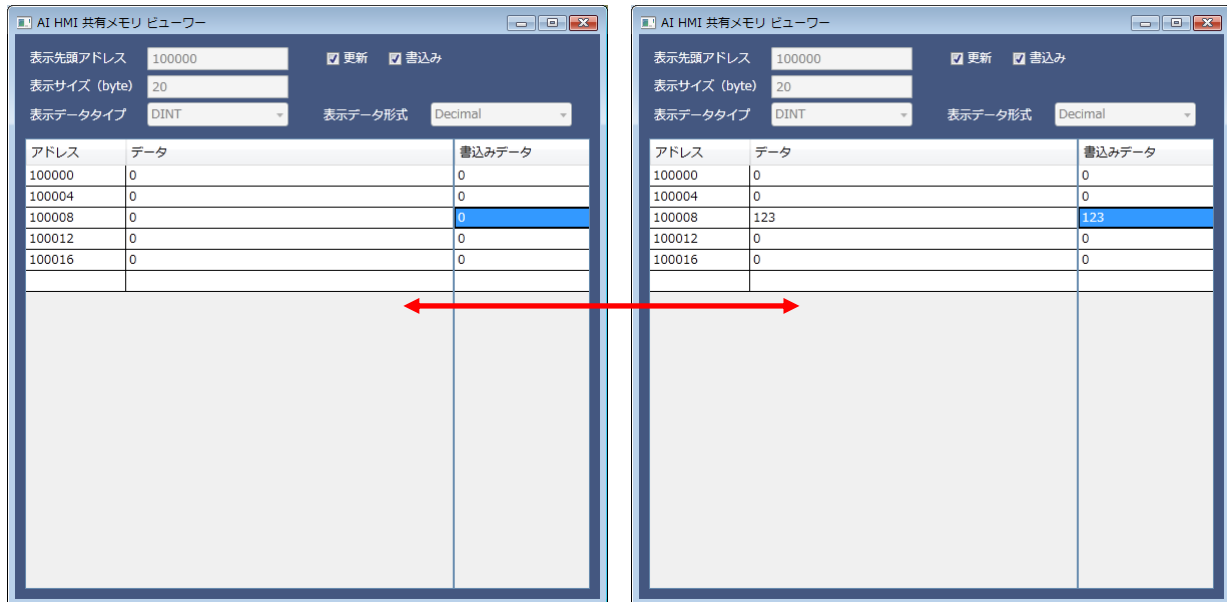 AI HMI 共有メモリ ビューワー
表示先頭アドレス 100000 更新 書込み
表示サイズ (byte) 20
表示データタイプ DINT 表示データ形式 Decimal
アドレス データ 書込みデータ
100000 0 0
100004 0 0
100008 0 0
100012 0 0
100016 0 0
AI HMI 共有メモリ ビューワー
表示先頭アドレス 100000 更新 書込み
表示サイズ (byte) 20
表示データタイプ DINT 表示データ形式 Decimal
アドレス データ 書込みデータ
100000 0 0
100004 0 0
100008 123 123
100012 0 0
100016 0 0